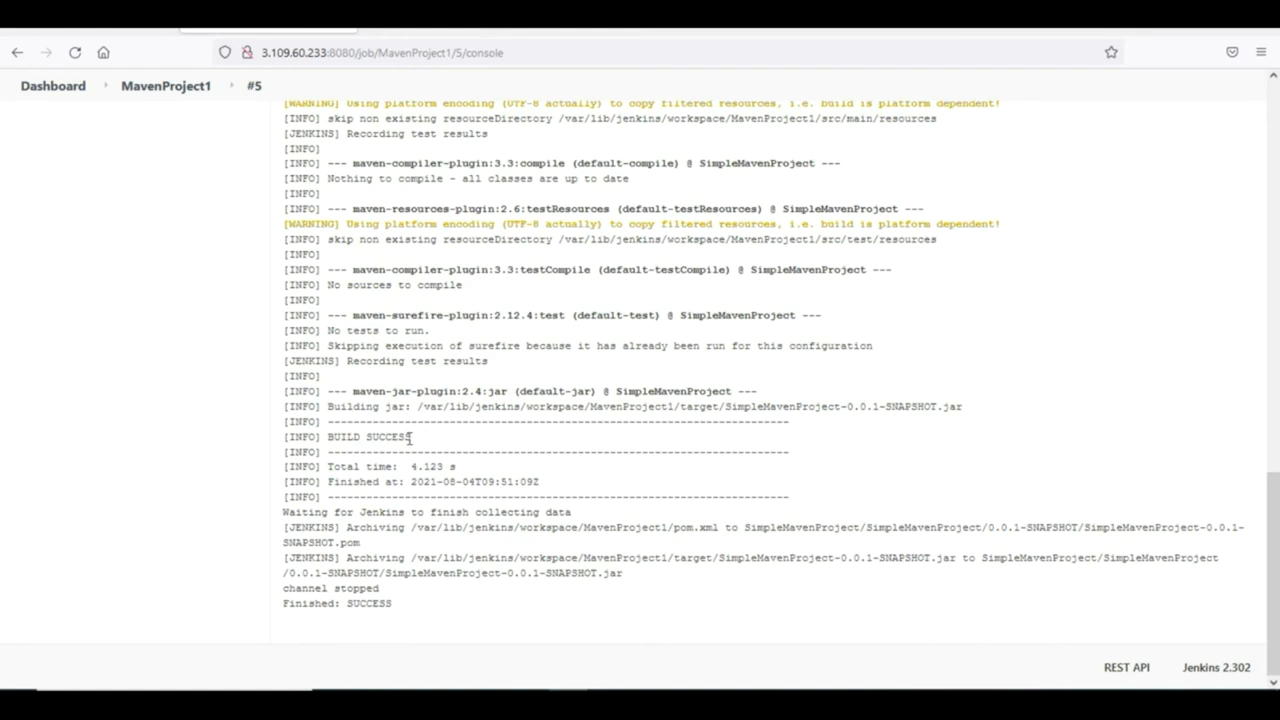 3.109.60.233:8080/job/MavenProject1/5/console
Dashboard MavenProject1 #5
[WARNING] Using platform encoding (UTF-8 actually) to copy filtered resources, i.e. build is platform dependent!
[INFO] skip non existing resourceDirectory /var/lib/jenkins/workspace/MavenProject1/src/main/resources
[JENKINS] Recording test results
[INFO]
[INFO] --- maven-compiler-plugin:3.3:compile (default-compile) @ SimpleMavenProject ---
[INFO] Nothing to compile - all classes are up to date
[INFO]
[INFO] --- maven-resources-plugin:2.6:testResources (default-testResources) @ SimpleMavenProject ---
[WARNING] Using platform encoding (UTF-8 actually) to copy filtered resources, i.e. build is platform dependent!
[INFO] skip non existing resourceDirectory /var/lib/jenkins/workspace/MavenProject1/src/test/resources
[INFO]
[INFO] --- maven-compiler-plugin:3.3:testCompile (default-testCompile) @ SimpleMavenProject ---
[INFO] No sources to compile
[INFO]
[INFO] --- maven-surefire-plugin:2.12.4:test (default-test) @ SimpleMavenProject ---
[INFO] No tests to run.
[INFO] Skipping execution of surefire because it has already been run for this configuration
[JENKINS] Recording test results
[INFO]
[INFO] --- maven-jar-plugin:2.4:jar (default-jar) @ SimpleMavenProject ---
[INFO] Building jar: /var/lib/jenkins/workspace/MavenProject1/target/SimpleMavenProject-0.0.1-SNAPSHOT.jar
[INFO] ------------------------------------------------------------------------
[INFO] BUILD SUCCESS
[INFO] ------------------------------------------------------------------------
[INFO] Total time:  4.123 s
[INFO] Finished at: 2021-08-04T09:51:09Z
[INFO] ------------------------------------------------------------------------
Waiting for Jenkins to finish collecting data
[JENKINS] Archiving /var/lib/jenkins/workspace/MavenProject1/pom.xml to SimpleMavenProject/SimpleMavenProject/0.0.1-SNAPSHOT/SimpleMavenProject-0.0.1-
SNAPSHOT.pom
[JENKINS] Archiving /var/lib/jenkins/workspace/MavenProject1/target/SimpleMavenProject-0.0.1-SNAPSHOT.jar to SimpleMavenProject/SimpleMavenProject
/0.0.1-SNAPSHOT/SimpleMavenProject-0.0.1-SNAPSHOT.jar
channel stopped
Finished: SUCCESS
REST API Jenkins 2.302